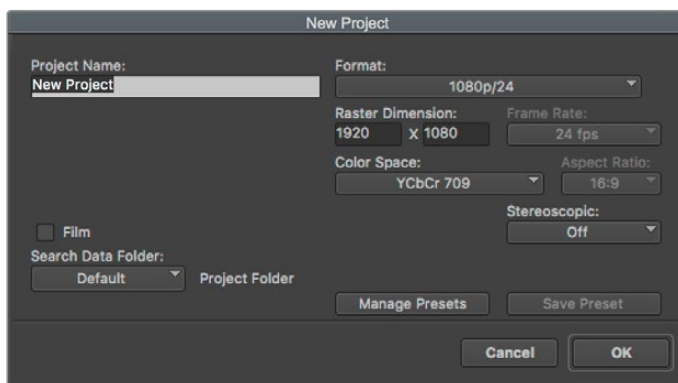 New Project
Project Name:
New Project
Format:
1080p/24
Raster Dimension:
1920 X 1080
Frame Rate:
24 fps
Color Space:
YCbCr 709
Aspect Ratio:
16:9
Stereoscopic:
Off
Film
Search Data Folder:
Default
Project Folder
Manage Presets
Save Preset
Cancel
OK